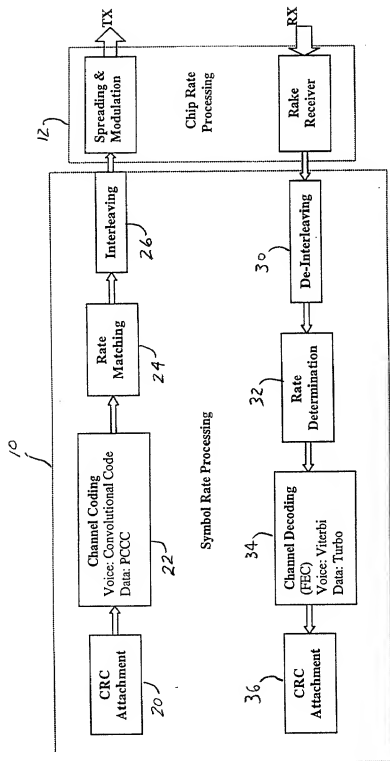 10
12
CRC
Attachment
20
Channel Coding
Voice: Convolutional Code
Data: PCCC
22
Rate
Matching
24
Interleaving
26
Spreading &
Modulation
TX
Symbol Rate Processing
Chip Rate
Processing
RX
Rake
Receiver
De-Interleaving
30
Rate
Determination
32
Channel Decoding
(FEC)
Voice: Viterbi
Data: Turbo
34
CRC
Attachment
36